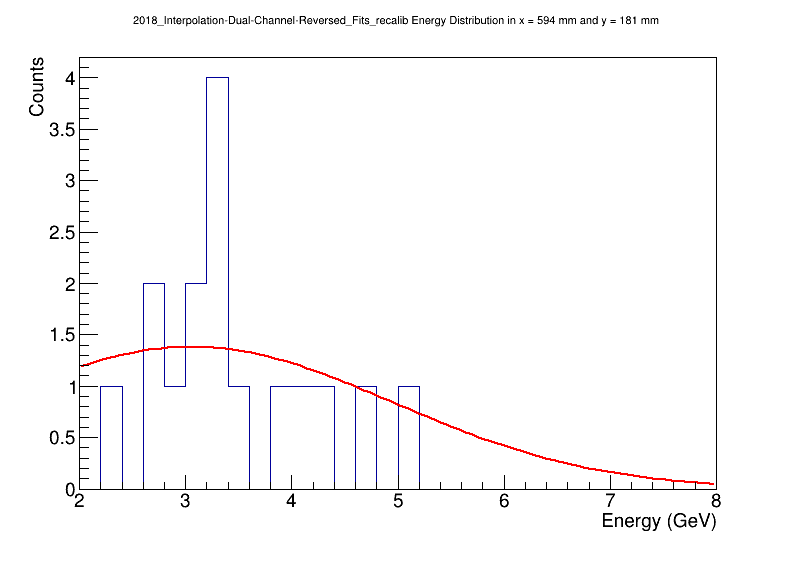 2018_Interpolation-Dual-Channel-Reversed_Fits_recalib Energy Distribution in x = 594 mm and y = 181 mm
Counts
4
3.5
3
2.5
2
1.5
1
0.5
0
2 3 4 5 6 7 8
Energy (GeV)